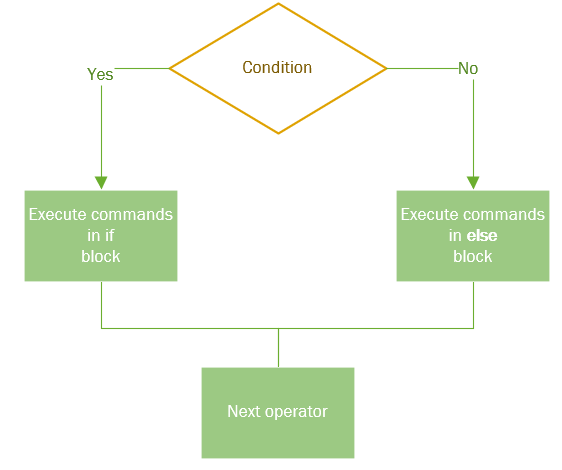 Condition
Yes
No
Execute commands
in if
block
Execute commands
in else
block
Next operator